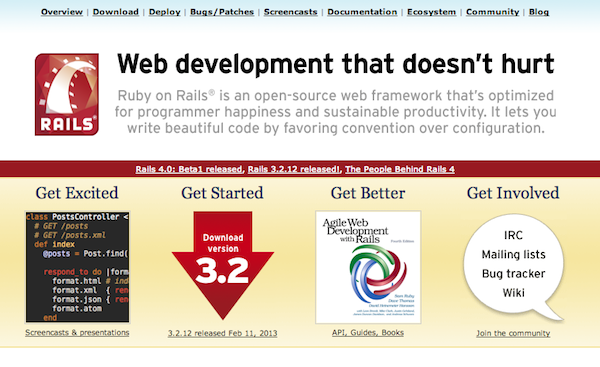 Overview | Download | Deploy | Bugs/Patches | Screencasts | Documentation | Ecosystem | Community | Blog
Web development that doesn't hurt
RAILS®
Ruby on Rails® is an open-source web framework that's optimized
for programmer happiness and sustainable productivity. It lets you
write beautiful code by favoring convention over configuration.
Rails 4.0: Beta1 released, Rails 3.2.12 released!, The People Behind Rails 4
Get Excited
class PostsController <
# GET /posts
# GET /posts.xml
def index
@posts = Post.find(
respond_to do |forma
format.html # inde
format.xml { rend
format.json { rend
format.atom
end
Screencasts & presentations
Get Started
Download
version
3.2
3.2.12 released Feb 11, 2013
Get Better
Agile Web
Development
with Rails
Fourth Edition
Sam Ruby
Dave Thomas
David Heinemeier Hansson
API, Guides, Books
Get Involved
IRC
Mailing lists
Bug tracker
Wiki
Join the community